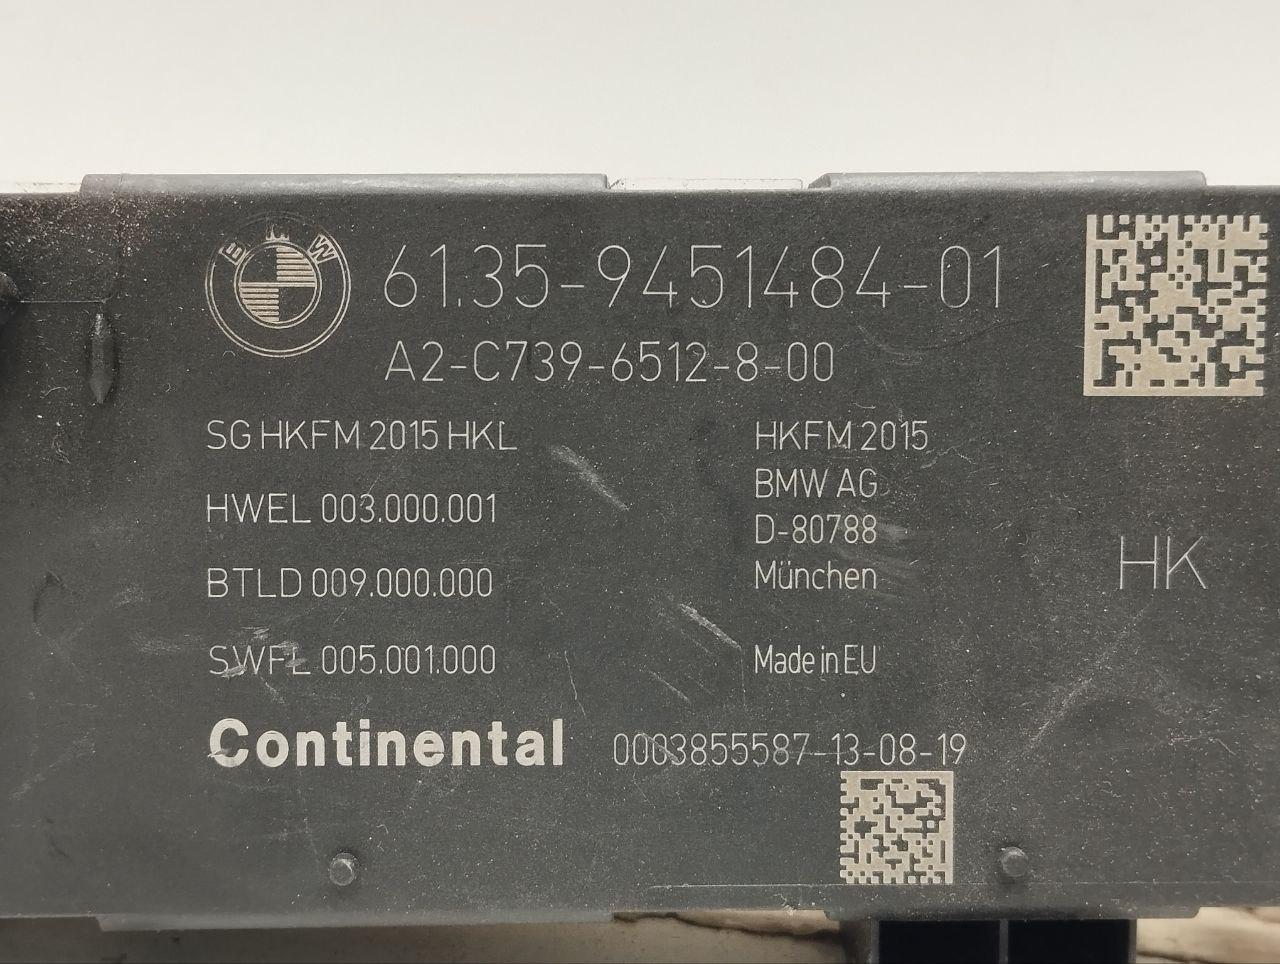 BMW
61.35-9451484-01
A2-C739-6512-8-00
SG HKFM 2015 HKL
HWEL 003.000.001
BTLD 009.000.000
SWFL 005.001.000
HKFM 2015
BMW AG
D-80788
München
Made in EU
HK
Continental 0003855587-13-08-19